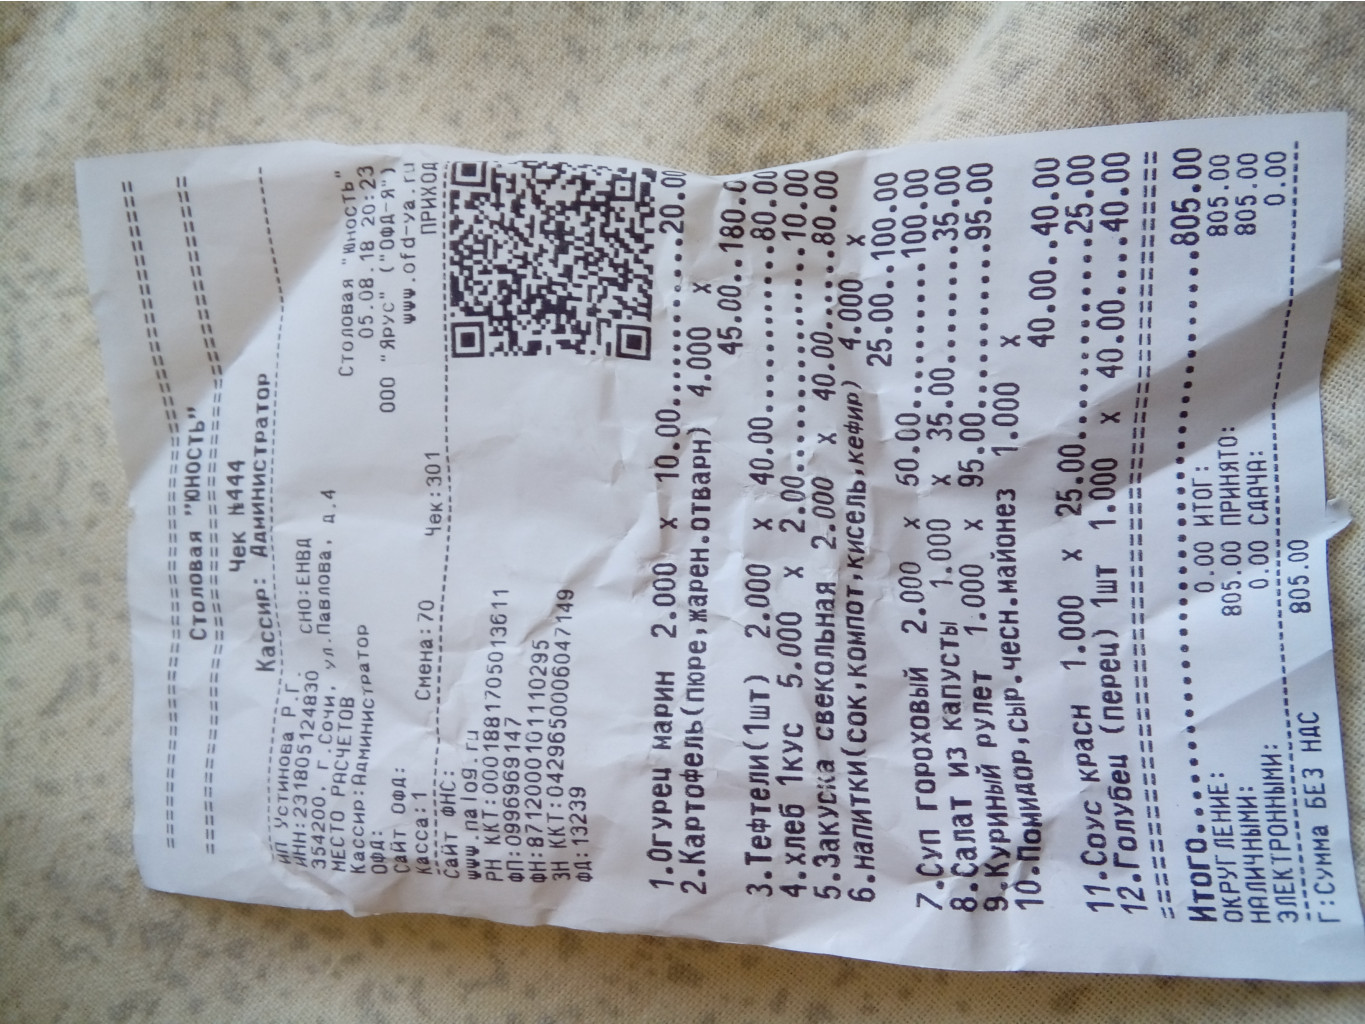 ========================================
Столовая "ЮНОСТЬ"
========================================
Чек №444
Кассир: Администратор
ИП Устинова Р.Г.
ИНН:231805124830 СНО:ЕНВД
354200, г.Сочи, ул.Павлова, д.4
МЕСТО РАСЧЕТОВ Столовая "Юность"
Кассир:Администратор 05.08.18 20:23
ОФД: ООО "Ярус" ("ОФД-Я")
Сайт ОФД: www.ofd-ya.ru
Касса:1 Смена:70 Чек:301 ПРИХОД
Сайт ФНС:
www.nalog.ru
РН ККТ:0001881705013611
ФП:0996969147
ФН:8712000101110295
ЗН ККТ:04296500060471​49
ФД:13239
1.Огурец марин 2.000 x 10.00........20.00
2.Картофель(пюре,жарен.отварн) 4.000 x
45.00..180.0
3.Тефтели(1шт) 2.000 x 40.00........80.00
4.хлеб 1кус 5.000 x 2.00........10.00
5.Закуска свекольная 2.000 x 40.00...80.00
6.напитки(сок,компот,кисель,кефир) 4.000 x
25.00..100.00
7.Суп гороховый 2.000 x 50.00........100.00
8.Салат из капусты 1.000 x 35.00........35.00
9.Куриный рулет 1.000 x 95.00........95.00
10.Помидор,сыр.чесн.майонез 1.000 x
40.00..40.00
11.Соус красн 1.000 x 25.00........25.00
12.Голубец (перец) 1шт 1.000 x 40.00....40.00
========================================
Итого........805.00
ОКРУГЛЕНИЕ: 0.00 ИТОГ: 805.00
НАЛИЧНЫМИ: 805.00 ПРИНЯТО: 805.00
ЭЛЕКТРОННЫМИ: 0.00 СДАЧА: 0.00
Г:Сумма БЕЗ НДС 805.00